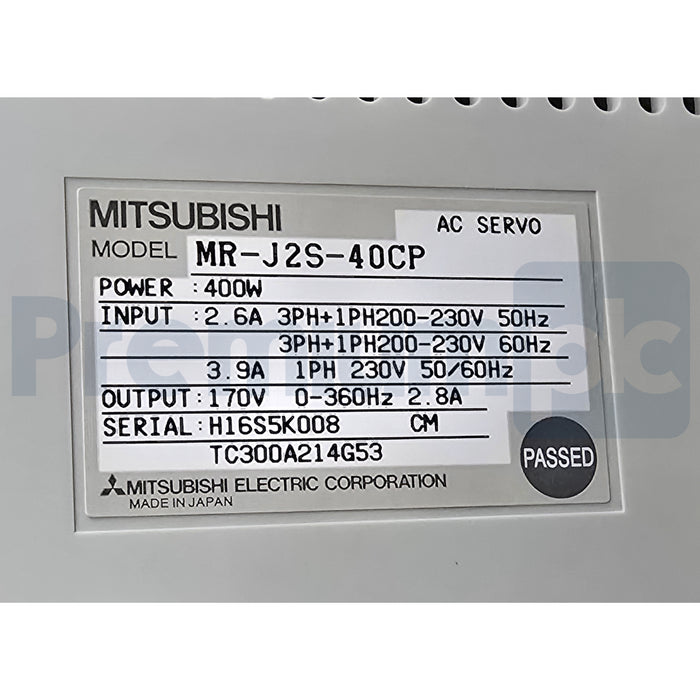 MITSUBISHI
AC SERVO
MODEL MR-J2S-40CP
POWER :400W
INPUT :2.6A 3PH+1PH200-230V 50Hz
3PH+1PH200-230V 60Hz
3.9A 1PH 230V 50/60Hz
OUTPUT:170V 0-360Hz 2.8A
SERIAL:H16S5K008 CM
TC300A214G53
PASSED
MITSUBISHI ELECTRIC CORPORATION
MADE IN JAPAN
Premium plc